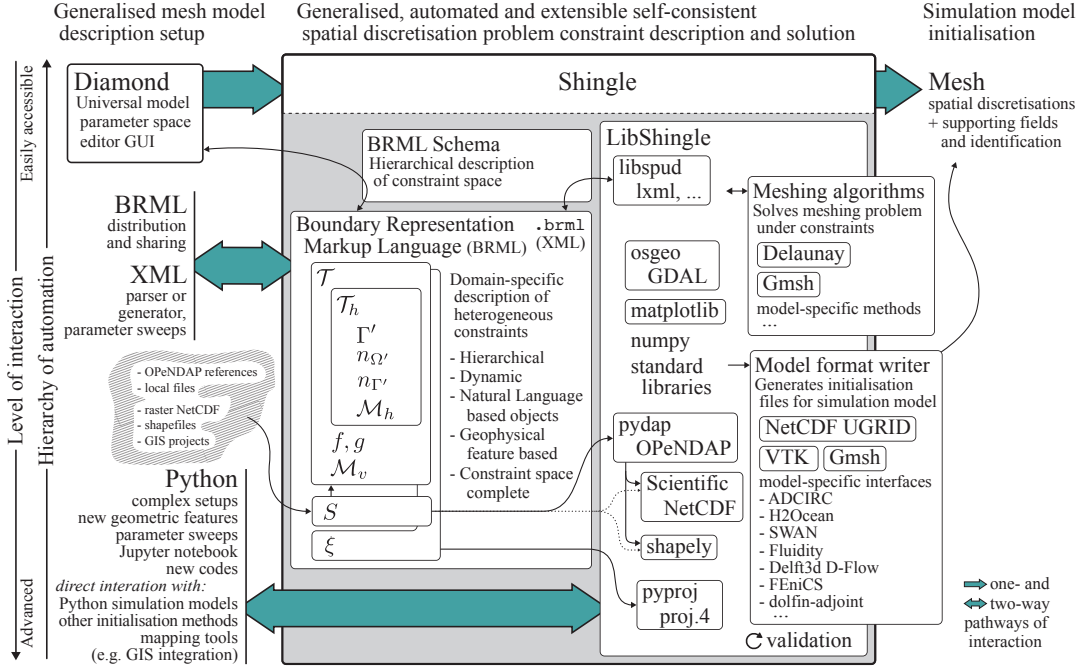 Generalised mesh model
description setup
Generalised, automated and extensible self-consistent
spatial discretisation problem constraint description and solution
Simulation model
initialisation
Level of interaction
Hierarchy of automation
Easily accessible
Advanced
Diamond
Universal model
parameter space
editor GUI
BRML
distribution
and sharing
XML
parser or
generator,
parameter sweeps
- OPeNDAP references
- local files
- raster NetCDF
- shapefiles
- GIS projects
Python
complex setups
new geometric features
parameter sweeps
Jupyter notebook
new codes
direct interation with:
Python simulation models
other initialisation methods
mapping tools
(e.g. GIS integration)
Shingle
BRML Schema
Hierarchical description
of constraint space
Boundary Representation
Markup Language (BRML)
.brml
(XML)
𝒯
𝒯h
Γ′
nΩ′
nΓ′
ℳh
f, g
ℳv
S
ξ
Domain-specific
description of
heterogeneous
constraints
- Hierarchical
- Dynamic
- Natural Language
based objects
- Geophysical
feature based
- Constraint space
complete
LibShingle
libspud
lxml, ...
osgeo
GDAL
matplotlib
numpy
standard
libraries
pydap
OPeNDAP
Scientific
NetCDF
shapely
pyproj
proj.4
validation
Meshing algorithms
Solves meshing problem
under constraints
Delaunay
Gmsh
model-specific methods
...
Model format writer
Generates initialisation
files for simulation model
NetCDF UGRID
VTK
Gmsh
model-specific interfaces
- ADCIRC
- H2Ocean
- SWAN
- Fluidity
- Delft3d D-Flow
- FEniCS
- dolfin-adjoint
...
Mesh
spatial discretisations
+ supporting fields
and identification
one- and
two-way
pathways of
interaction